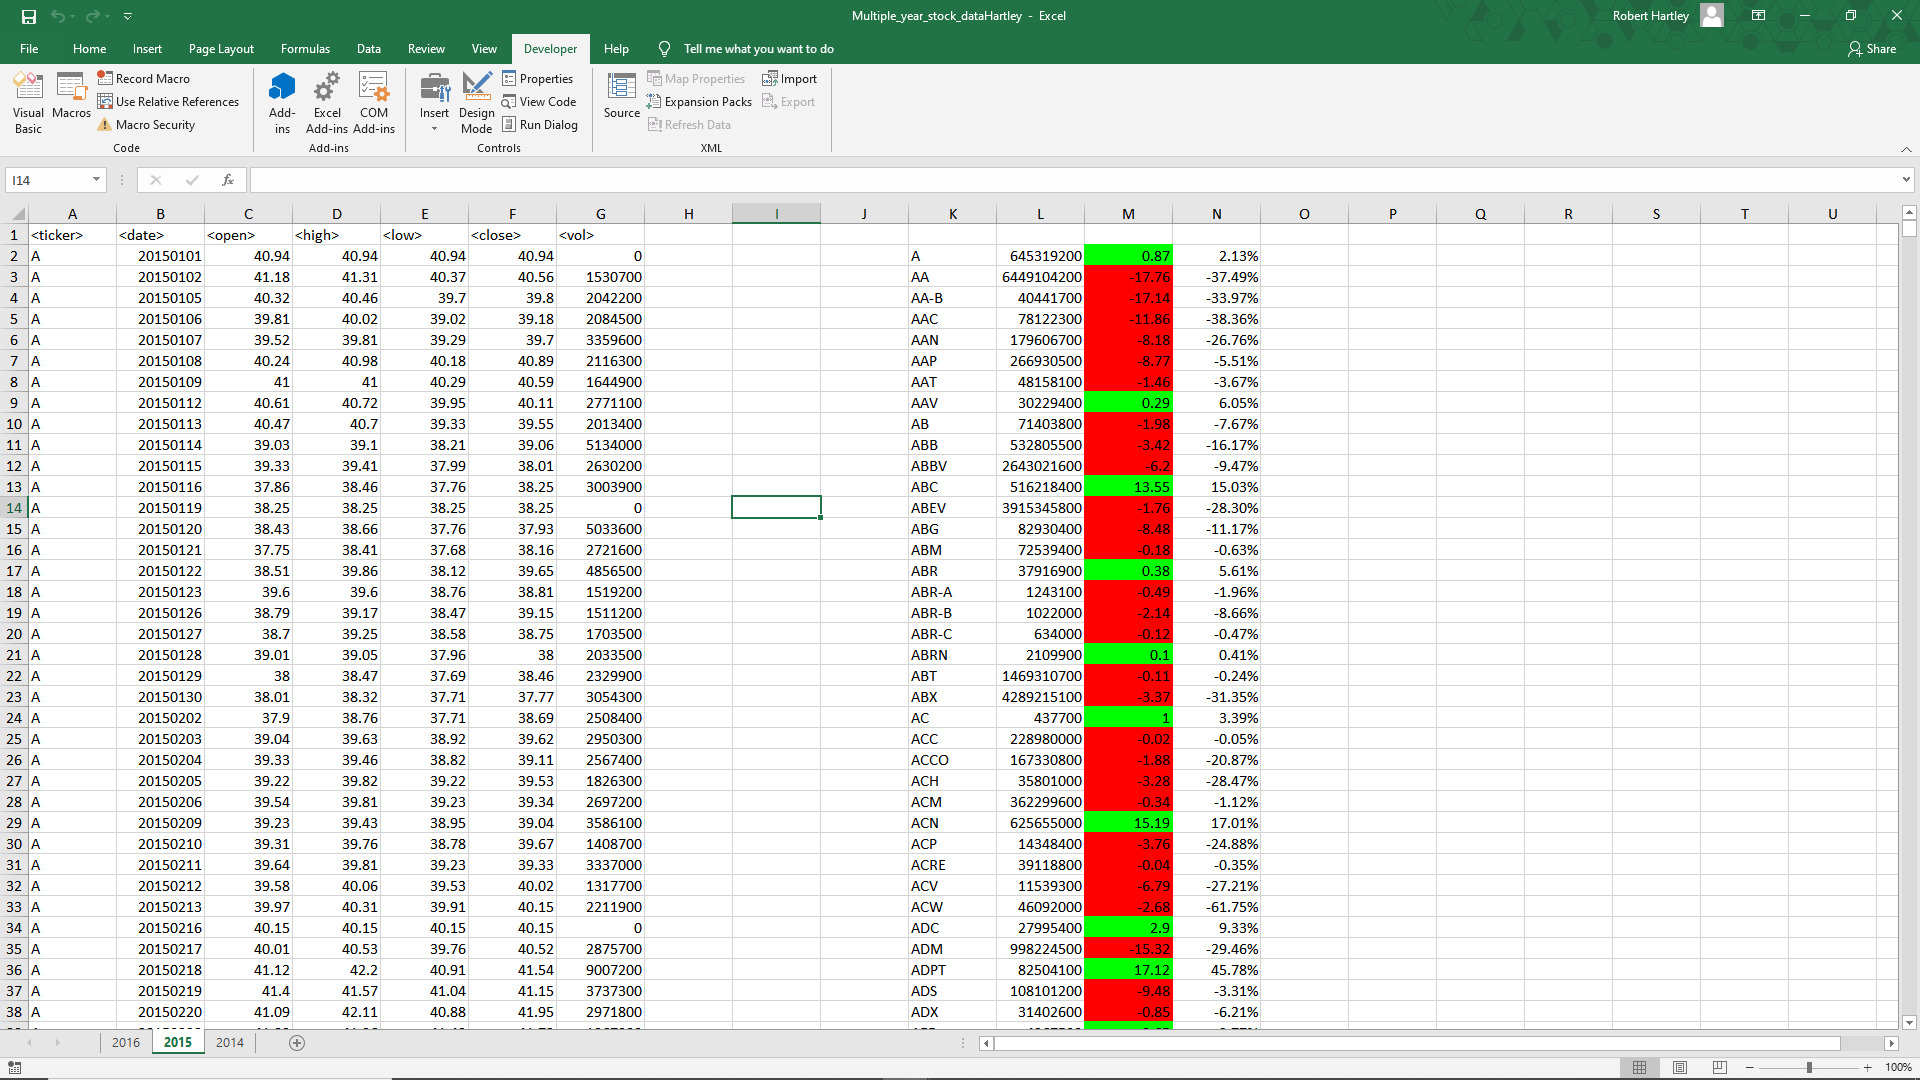 Multiple_year_stock_dataHartley - Excel
Robert Hartley
File Home Insert Page Layout Formulas Data Review View Developer Help Tell me what you want to do Share
Visual Basic Macros Record Macro Use Relative References Macro Security Code
Add-ins Excel Add-ins COM Add-ins Add-ins
Insert Design Mode Properties View Code Run Dialog Controls
Source Map Properties Expansion Packs Refresh Data Import Export XML
I14 fx
A B C D E F G H I J K L M N O P Q R S T U
1 <ticker> <date> <open> <high> <low> <close> <vol>
2 A 20150101 40.94 40.94 40.94 40.94 0 A 645319200 0.87 2.13%
3 A 20150102 41.18 41.31 40.37 40.56 1530700 AA 6449104200 -17.76 -37.49%
4 A 20150105 40.32 40.46 39.7 39.8 2042200 AA-B 40441700 -17.14 -33.97%
5 A 20150106 39.81 40.02 39.02 39.18 2084500 AAC 78122300 -11.86 -38.36%
6 A 20150107 39.52 39.81 39.29 39.7 3359600 AAN 179606700 -8.18 -26.76%
7 A 20150108 40.24 40.98 40.18 40.89 2116300 AAP 266930500 -8.77 -5.51%
8 A 20150109 41 41 40.29 40.59 1644900 AAT 48158100 -1.46 -3.67%
9 A 20150112 40.61 40.72 39.95 40.11 2771100 AAV 30229400 0.29 6.05%
10 A 20150113 40.47 40.7 39.33 39.55 2013400 AB 71403800 -1.98 -7.67%
11 A 20150114 39.03 39.1 38.21 39.06 5134000 ABB 532805500 -3.42 -16.17%
12 A 20150115 39.33 39.41 37.99 38.01 2630200 ABBV 2643021600 -6.2 -9.47%
13 A 20150116 37.86 38.46 37.76 38.25 3003900 ABC 516218400 13.55 15.03%
14 A 20150119 38.25 38.25 38.25 38.25 0 ABEV 3915345800 -1.76 -28.30%
15 A 20150120 38.43 38.66 37.76 37.93 5033600 ABG 82930400 -8.48 -11.17%
16 A 20150121 37.75 38.41 37.68 38.16 2721600 ABM 72539400 -0.18 -0.63%
17 A 20150122 38.51 39.86 38.12 39.65 4856500 ABR 37916900 0.38 5.61%
18 A 20150123 39.6 39.6 38.76 38.81 1519200 ABR-A 1243100 -0.49 -1.96%
19 A 20150126 38.79 39.17 38.47 39.15 1511200 ABR-B 1022000 -2.14 -8.66%
20 A 20150127 38.7 39.25 38.58 38.75 1703500 ABR-C 634000 -0.12 -0.47%
21 A 20150128 39.01 39.05 37.96 38 2033500 ABRN 2109900 0.1 0.41%
22 A 20150129 38 38.47 37.69 38.46 2329900 ABT 1469310700 -0.11 -0.24%
23 A 20150130 38.01 38.32 37.71 37.77 3054300 ABX 4289215100 -3.37 -31.35%
24 A 20150202 37.9 38.76 37.71 38.69 2508400 AC 437700 1 3.39%
25 A 20150203 39.04 39.63 38.92 39.62 2950300 ACC 228980000 -0.02 -0.05%
26 A 20150204 39.33 39.46 38.82 39.11 2567400 ACCO 167330800 -1.88 -20.87%
27 A 20150205 39.22 39.82 39.22 39.53 1826300 ACH 35801000 -3.28 -28.47%
28 A 20150206 39.54 39.81 39.23 39.34 2697200 ACM 362299600 -0.34 -1.12%
29 A 20150209 39.23 39.43 38.95 39.04 3586100 ACN 625655000 15.19 17.01%
30 A 20150210 39.31 39.76 38.78 39.67 1408700 ACP 14348400 -3.76 -24.88%
31 A 20150211 39.64 39.81 39.23 39.33 3337000 ACRE 39118800 -0.04 -0.35%
32 A 20150212 39.58 40.06 39.53 40.02 1317700 ACV 11539300 -6.79 -27.21%
33 A 20150213 39.97 40.31 39.91 40.15 2211900 ACW 46092000 -2.68 -61.75%
34 A 20150216 40.15 40.15 40.15 40.15 0 ADC 27995400 2.9 9.33%
35 A 20150217 40.01 40.53 39.76 40.52 2875700 ADM 998224500 -15.32 -29.46%
36 A 20150218 41.12 42.2 40.91 41.54 9007200 ADPT 82504100 17.12 45.78%
37 A 20150219 41.4 41.57 41.04 41.15 3737300 ADS 108101200 -9.48 -3.31%
38 A 20150220 41.09 42.11 40.88 41.95 2971800 ADX 31402600 -0.85 -6.21%
2016 2015 2014
100%